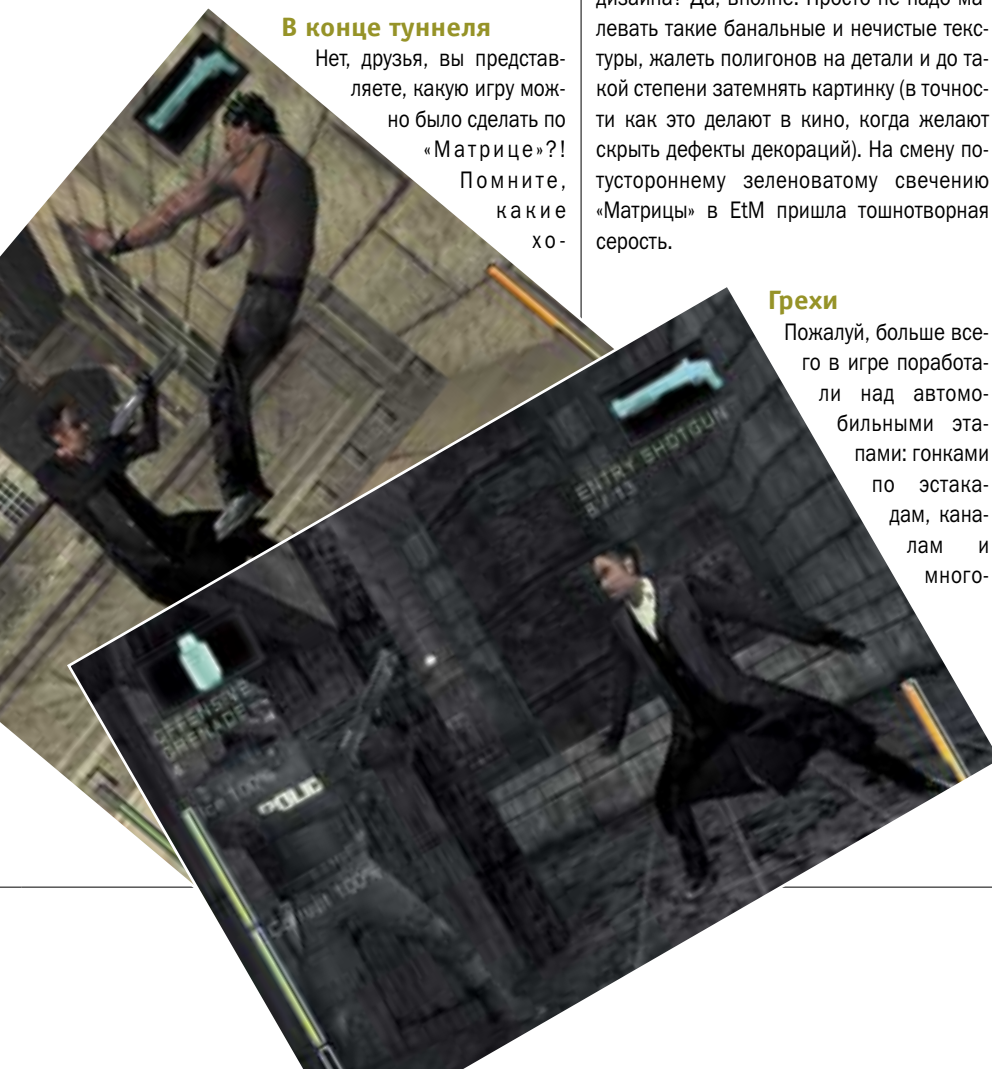 В конце туннеля
Нет, друзья, вы представ-
ляете, какую игру мож-
но было сделать по
«Матрице»?!
Помните,
какие
хо-
дизайна? Да, вполне. Просто не надо ма-
левать такие банальные и нечистые текс-
туры, жалеть полигонов на детали и до та-
кой степени затемнять картинку (в точнос-
ти как это делают в кино, когда желают
скрыть дефекты декораций). На смену по-
тустороннему зеленоватому свечению
«Матрицы» в EtM пришла тошнотворная
серость.
Грехи
Пожалуй, больше все-
го в игре поработа-
ли над автомо-
бильными эта-
пами: гонками
по эстака-
дам, кана-
лам и
много-
ENTRY SHOTGUN
OFFENSIVE
GRENADE
4
100%
POLIC
100%